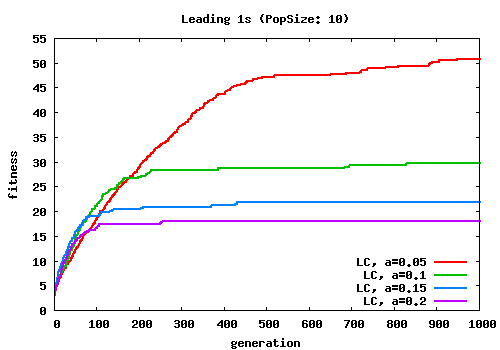 Leading 1s (PopSize: 10)
55
50
45
40
35
30
25
20
15
10
5
0
fitness
LC, a=0.05
LC, a=0.1
LC, a=0.15
LC, a=0.2
0 100 200 300 400 500 600 700 800 900 1000
generation